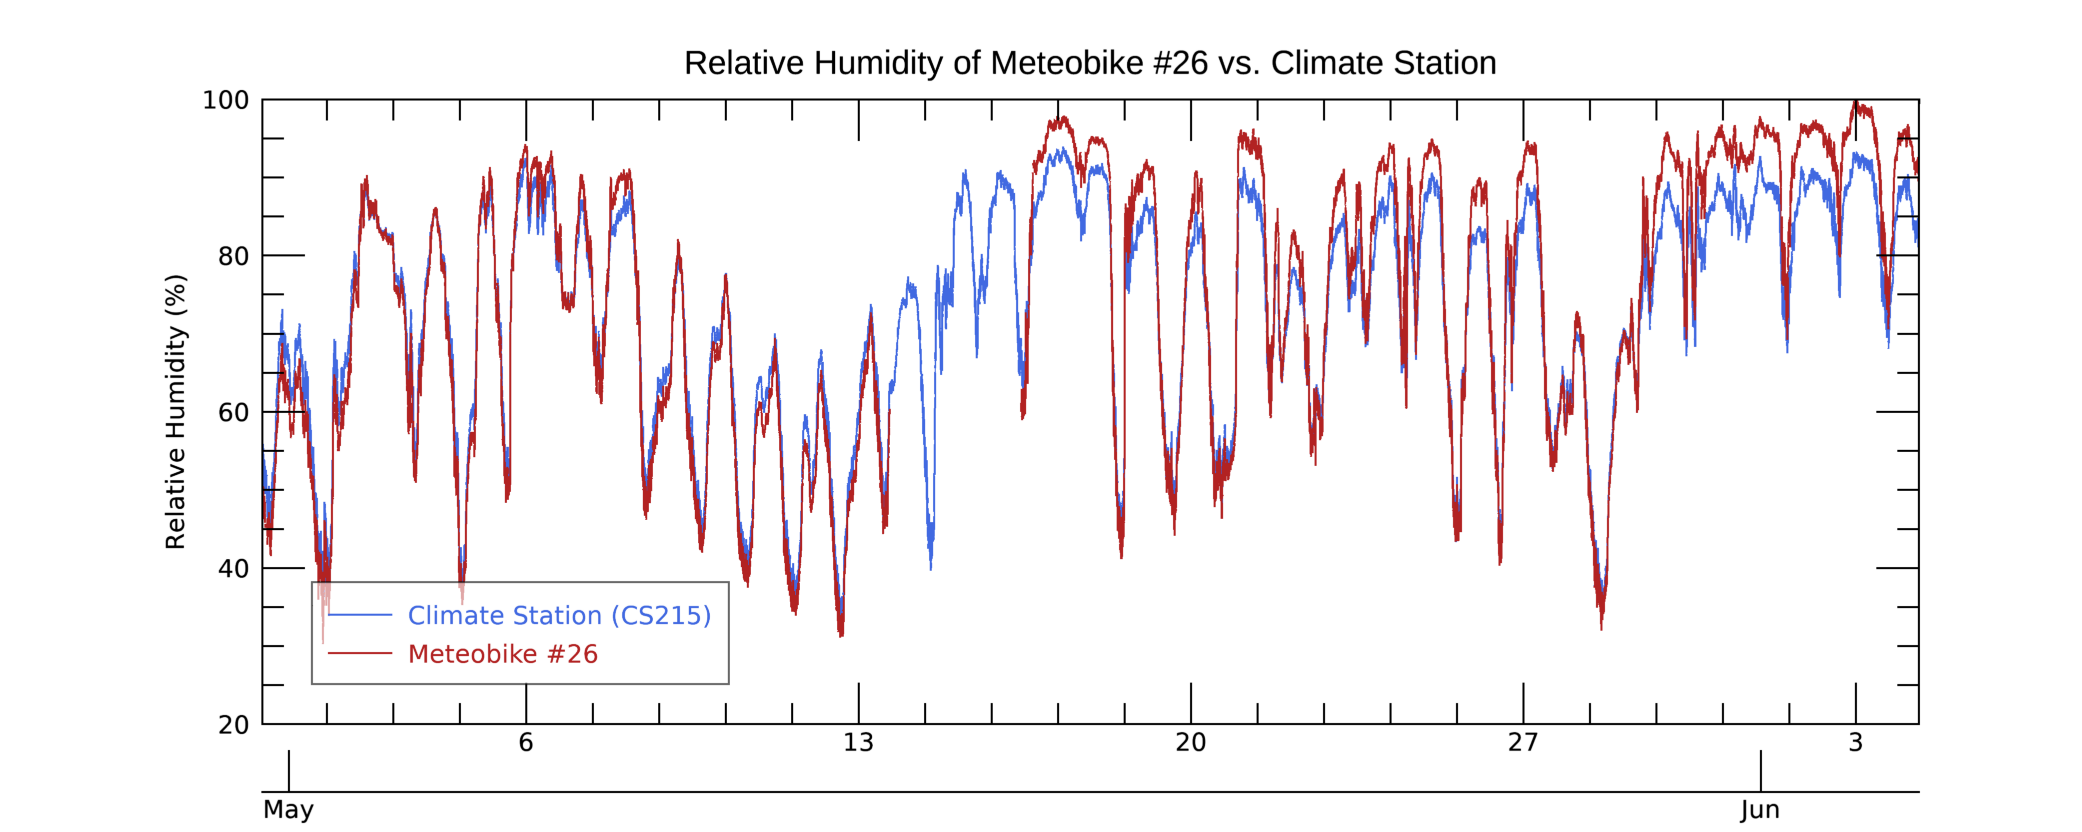 Relative Humidity of Meteobike #26 vs. Climate Station
Relative Humidity (%)
100
80
60
40
20
Climate Station (CS215)
Meteobike #26
6 13 20 27 3
May Jun